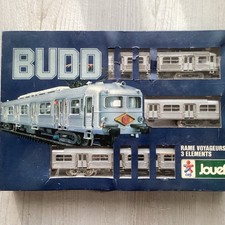 BUDD
RAME VOYAGEURS
3 ELEMENTS
Jouef